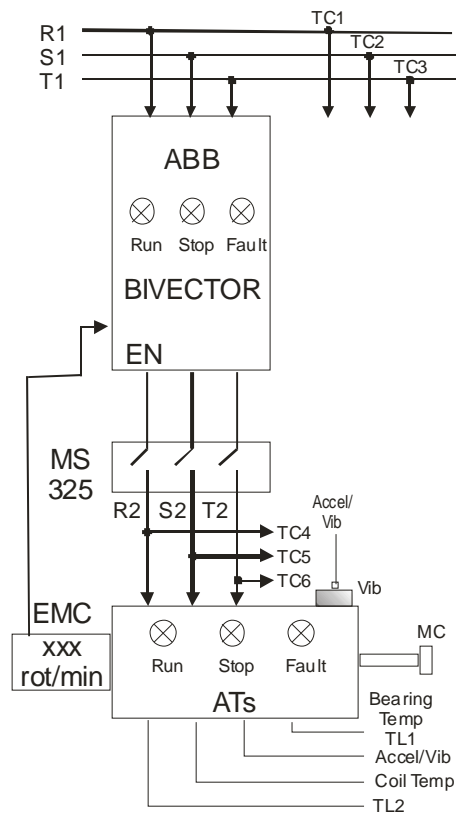 R1
TC1
S1
TC2
T1
TC3
ABB
Run Stop Fault
BIVECTOR
EN
MS
325
R2 S2 T2
TC4
TC5
TC6
Accel/
Vib
Vib
EMC
xxx
rot/min
Run Stop Fault
ATs
MC
Bearing
Temp
TL1
Accel/Vib
Coil Temp
TL2